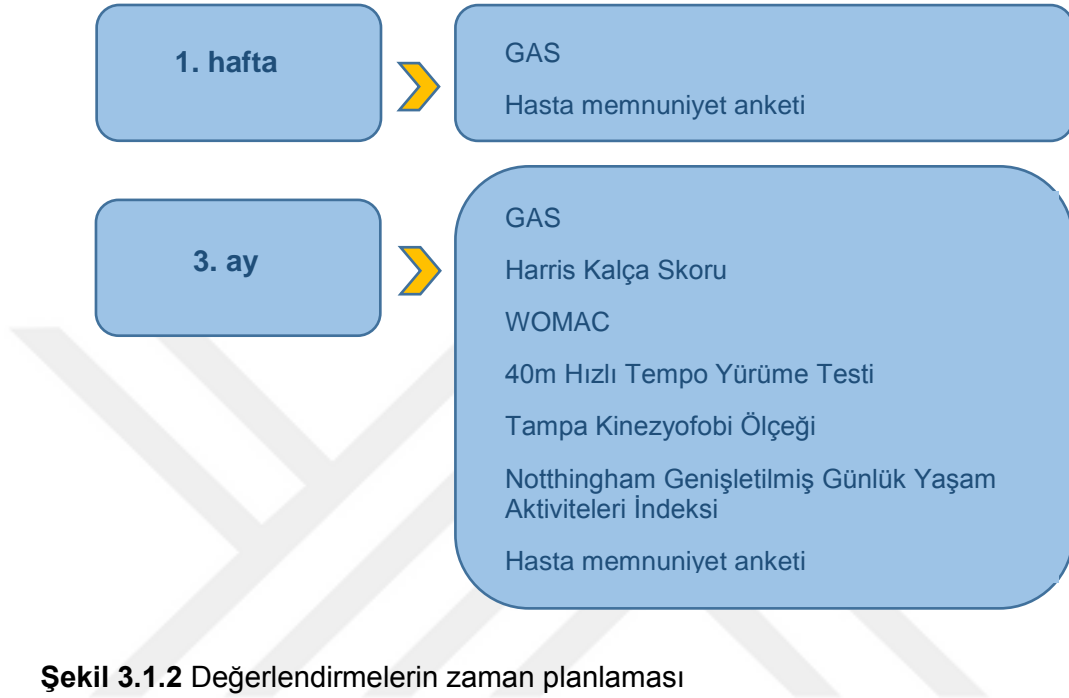 1. hafta
GAS
Hasta memnuniyet anketi
3. ay
GAS
Harris Kalça Skoru
WOMAC
40m Hızlı Tempo Yürüme Testi
Tampa Kinezyofobi Ölçeği
Notthingham Genişletilmiş Günlük Yaşam
Aktiviteleri İndeksi
Hasta memnuniyet anketi
Şekil 3.1.2 Değerlendirmelerin zaman planlaması